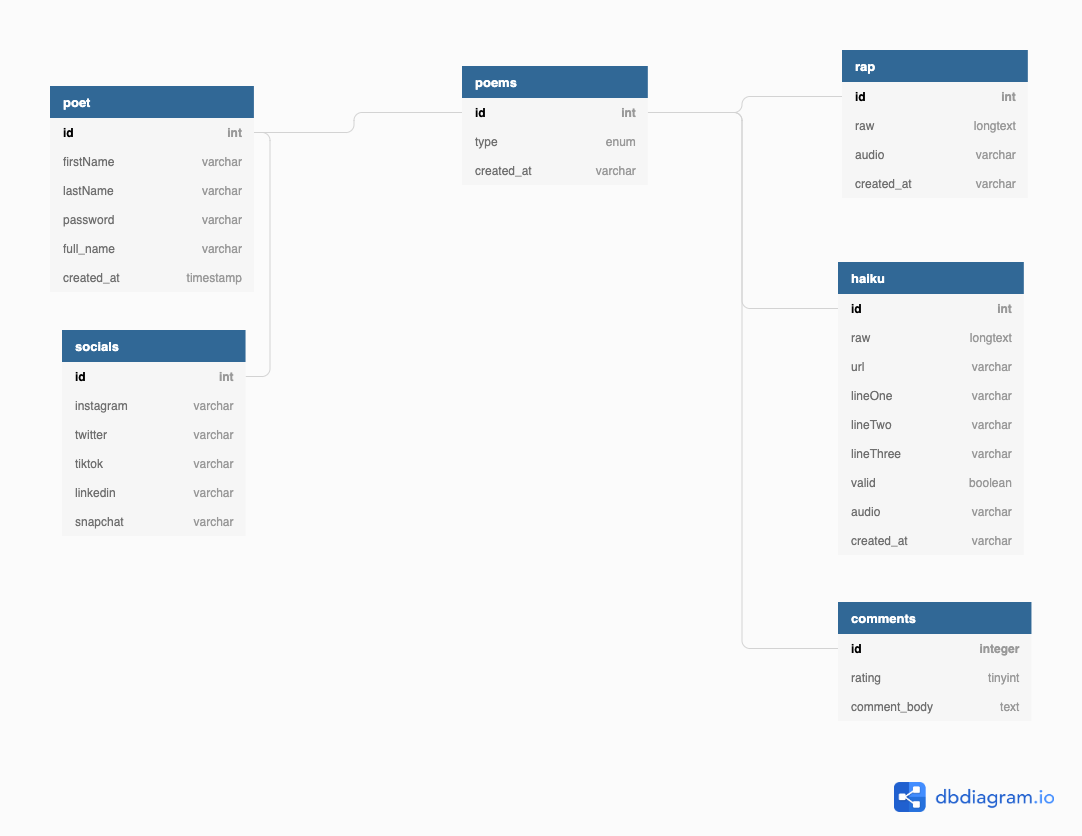 poet
id int
firstName varchar
lastName varchar
password varchar
full_name varchar
created_at timestamp
socials
id int
instagram varchar
twitter varchar
tiktok varchar
linkedin varchar
snapchat varchar
poems
id int
type enum
created_at varchar
rap
id int
raw longtext
audio varchar
created_at varchar
haiku
id int
raw longtext
url varchar
lineOne varchar
lineTwo varchar
lineThree varchar
valid boolean
audio varchar
created_at varchar
comments
id integer
rating tinyint
comment_body text
dbdiagram.io